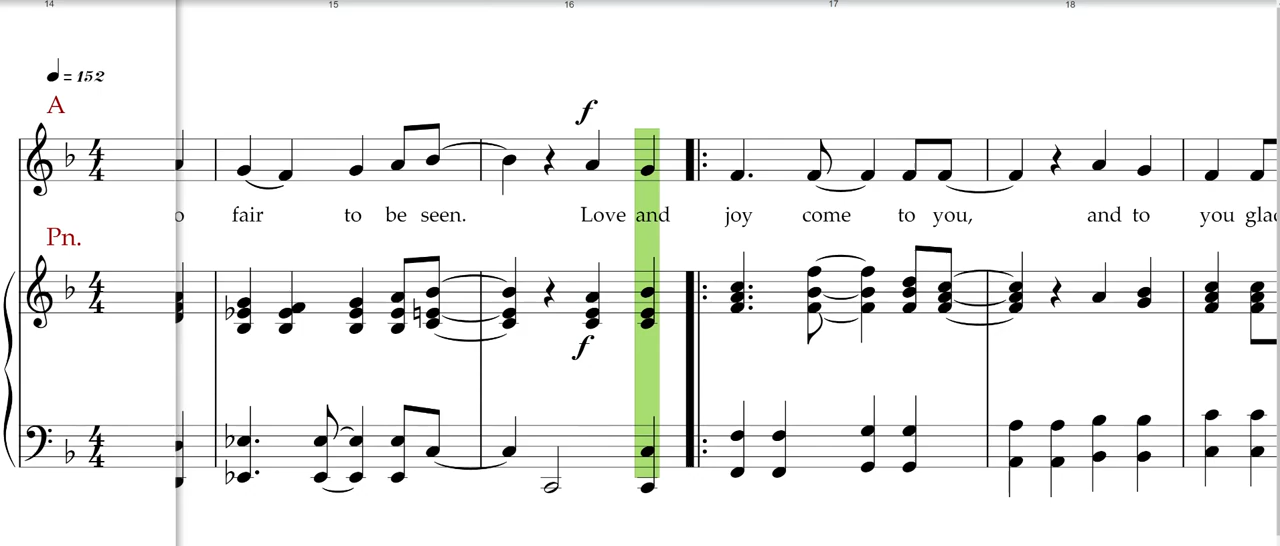 14 15 16 17 18
= 152
A
f
fair to be seen. Love and joy come to you, and to you
Pn.
f